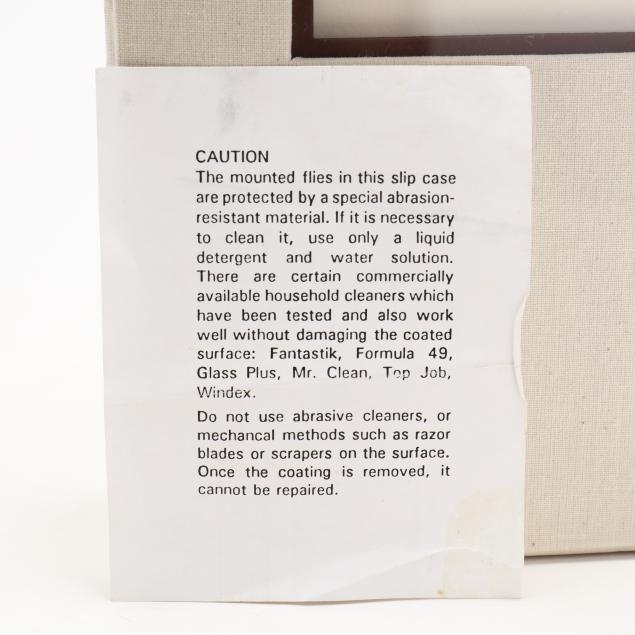 CAUTION
The mounted flies in this slip case
are protected by a special abrasion-
resistant material. If it is necessary
to clean it, use only a liquid
detergent and water solution.
There are certain commercially
available household cleaners which
have been tested and also work
well without damaging the coated
surface: Fantastik, Formula 49,
Glass Plus, Mr. Clean, Top Job,
Windex.
Do not use abrasive cleaners, or
mechancal methods such as razor
blades or scrapers on the surface.
Once the coating is removed, it
cannot be repaired.